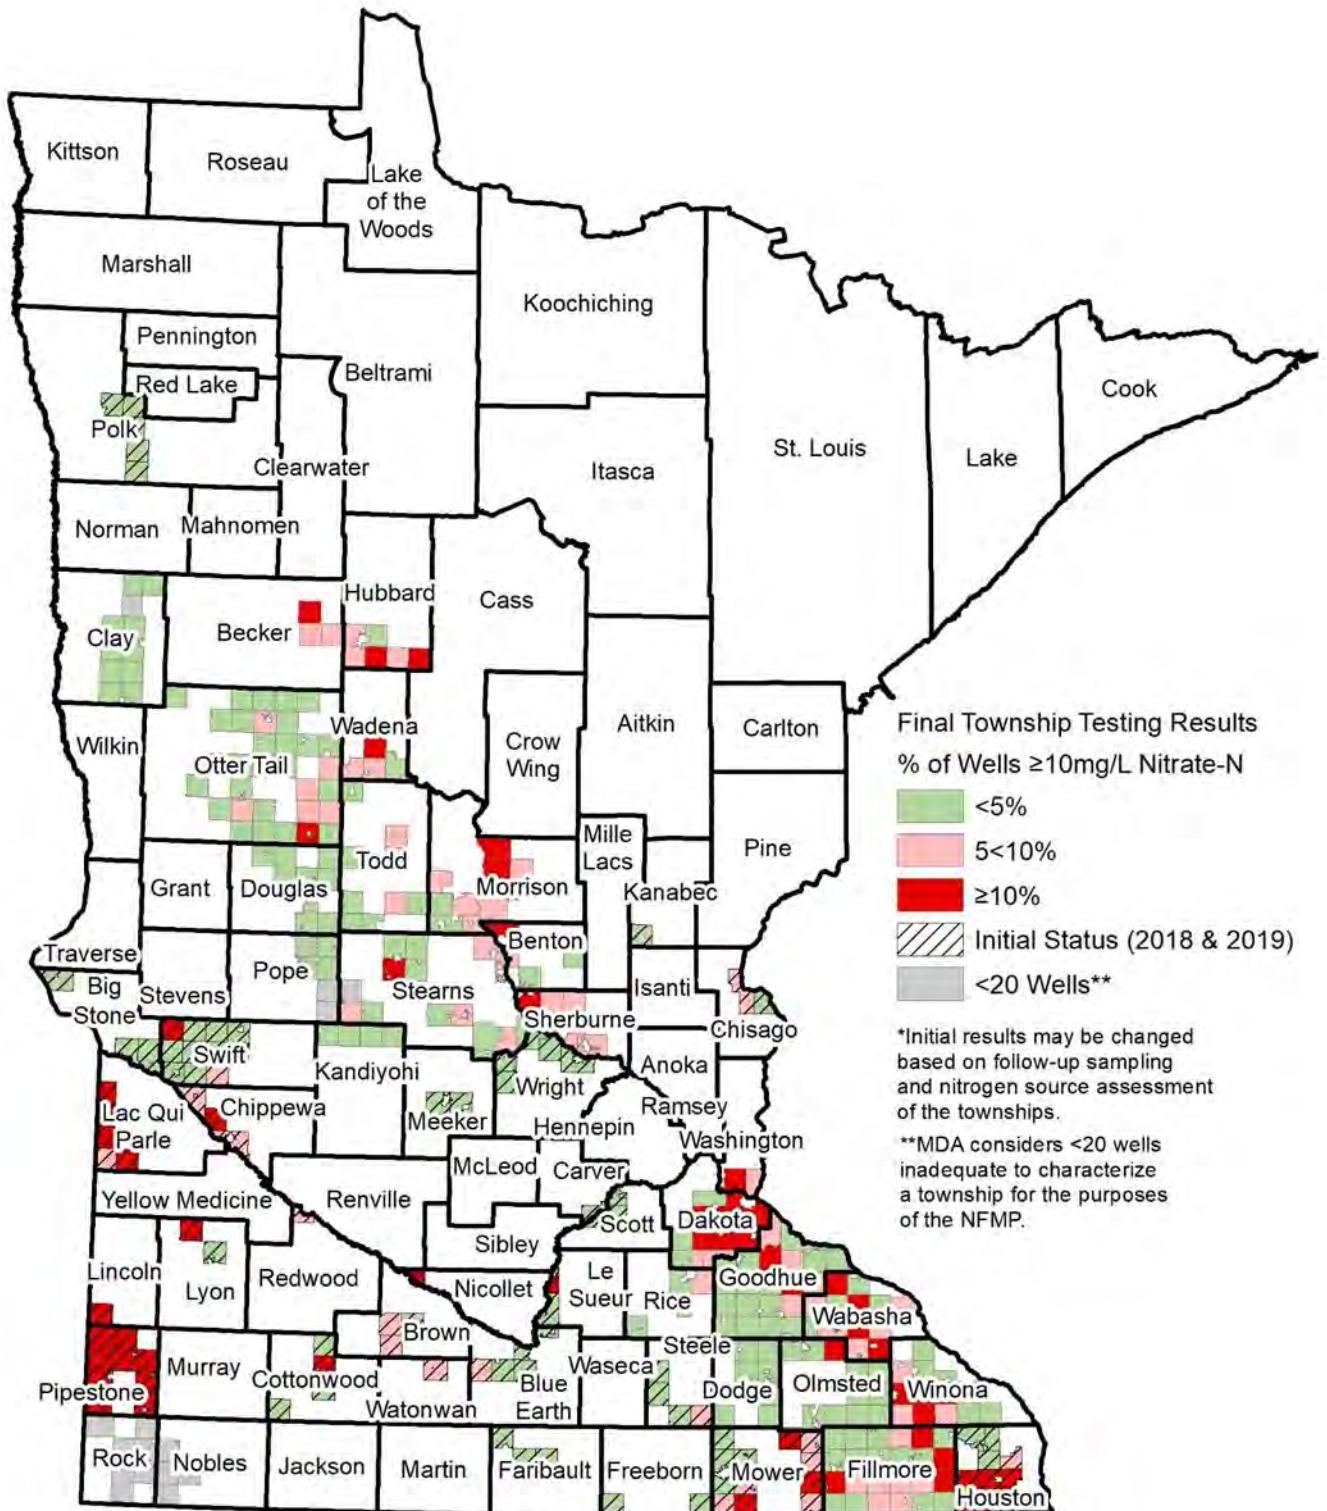 Kittson
Roseau
Lake
of the
Woods
Marshall
Koochiching
Pennington
Red Lake
Beltrami
Cook
Polk
St. Louis
Lake
Clearwater
Itasca
Norman
Mahnomen
Hubbard
Cass
Clay
Becker
Aitkin
Carlton
Wadena
Wilkin
Crow
Wing
Otter Tail
Final Township Testing Results
% of Wells ≥10mg/L Nitrate-N
<5%
5<10%
≥10%
Initial Status (2018 & 2019)
<20 Wells**
*Initial results may be changed
based on follow-up sampling
and nitrogen source assessment
of the townships.
**MDA considers <20 wells
inadequate to characterize
a township for the purposes
of the NFMP.
Mille
Lacs
Pine
Todd
Grant
Douglas
Morrison
Kanabec
Traverse
Benton
Pope
Big
Stone
Stevens
Stearns
Isanti
Sherburne
Chisago
Swift
Kandiyohi
Anoka
Wright
Lac Qui
Parle
Chippewa
Meeker
Ramsey
Hennepin
Washington
McLeod
Carver
Yellow Medicine
Renville
Scott
Dakota
Sibley
Lincoln
Lyon
Redwood
Nicollet
Le
Sueur
Rice
Goodhue
Wabasha
Brown
Steele
Waseca
Murray
Cottonwood
Pipestone
Watonwan
Blue
Earth
Dodge
Olmsted
Winona
Rock
Nobles
Jackson
Martin
Faribault
Freeborn
Mower
Fillmore
Houston